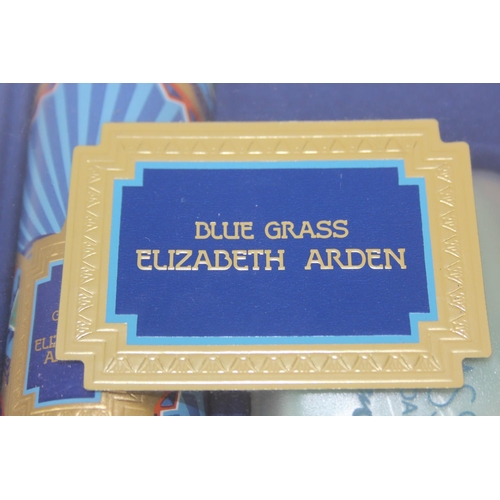 BLUE GRASS
ELIZABETH ARDEN